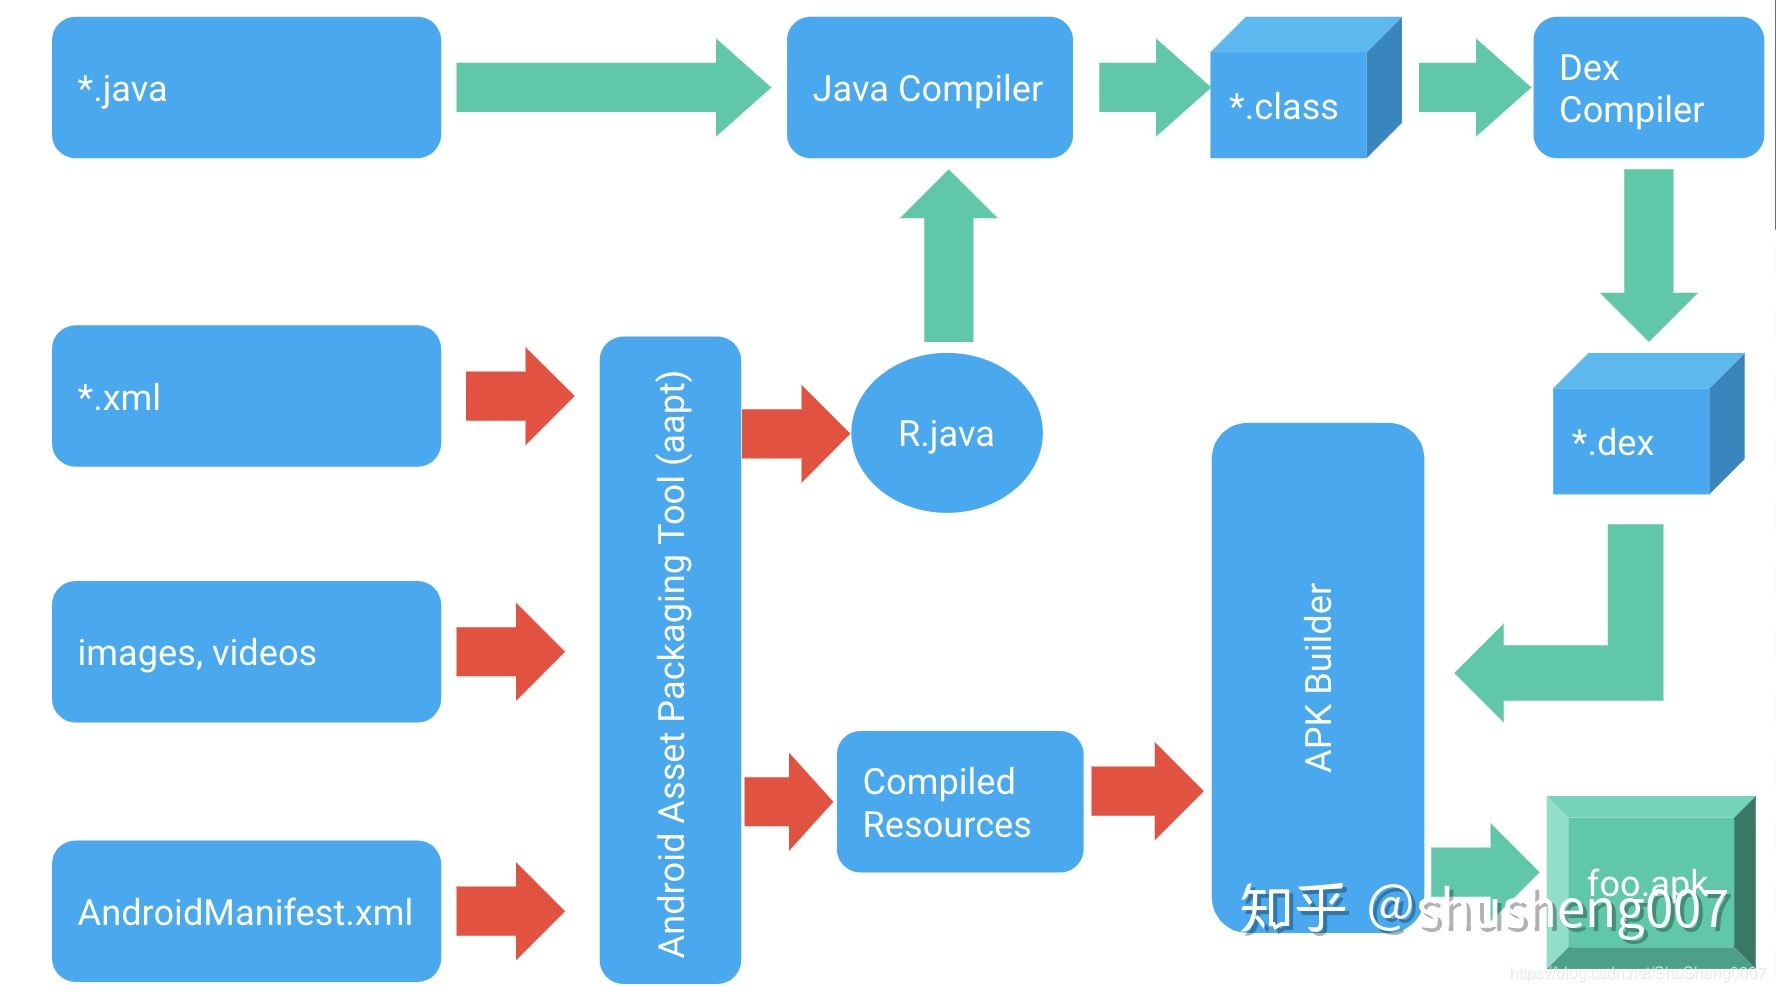 *.java
Java Compiler
*.class
Dex
Compiler
*.xml
Android Asset Packaging Tool (aapt)
R.java
*.dex
images, videos
APK Builder
Compiled
Resources
AndroidManifest.xml
foo.apk
知乎 @shusheng007
https://blog.csdn.net/ShuSheng0007